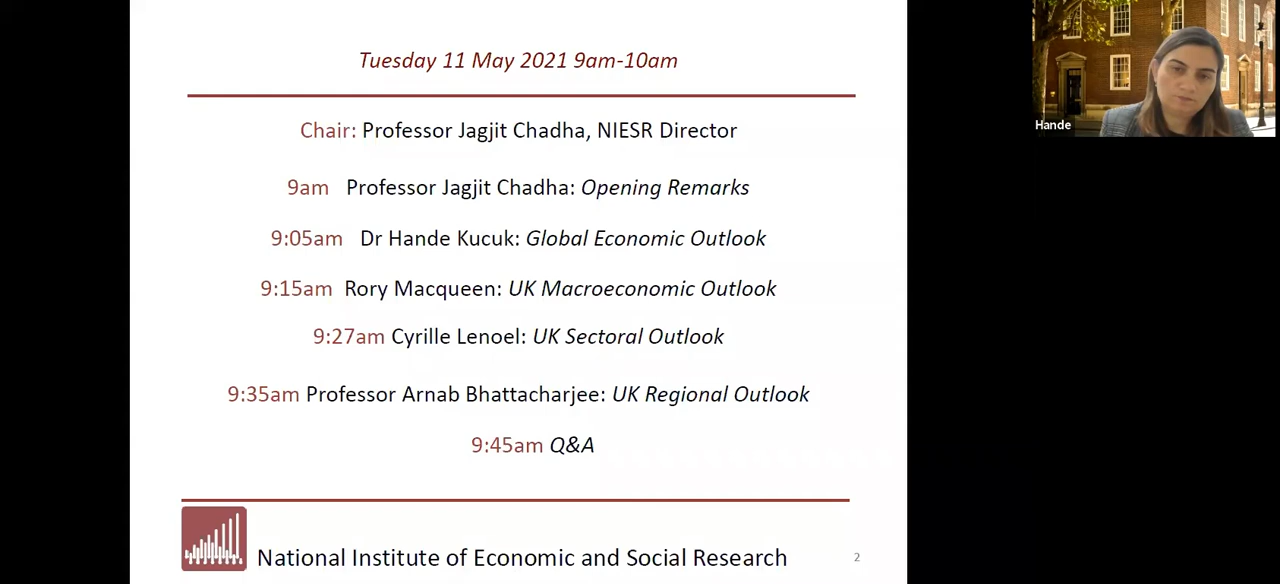 Tuesday 11 May 2021 9am-10am
Chair: Professor Jagjit Chadha, NIESR Director
9am Professor Jagjit Chadha: Opening Remarks
9:05am Dr Hande Kucuk: Global Economic Outlook
9:15am Rory Macqueen: UK Macroeconomic Outlook
9:27am Cyrille Lenoel: UK Sectoral Outlook
9:35am Professor Arnab Bhattacharjee: UK Regional Outlook
9:45am Q&A
National Institute of Economic and Social Research
2
Hande